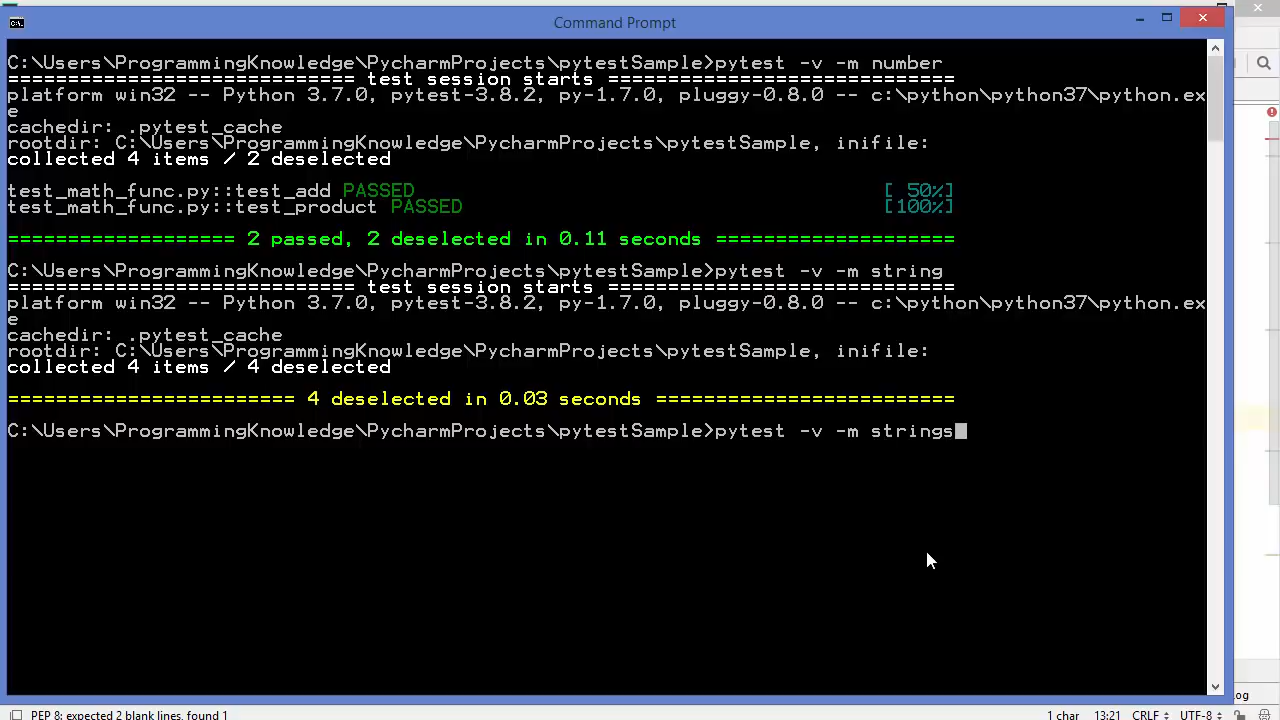 Command Prompt
C:\Users\ProgrammingKnowledge\PycharmProjects\pytestSample>pytest -v -m number
============================= test session starts =============================
platform win32 -- Python 3.7.0, pytest-3.8.2, py-1.7.0, pluggy-0.8.0 -- c:\python\python37\python.ex
e
cachedir: .pytest_cache
rootdir: C:\Users\ProgrammingKnowledge\PycharmProjects\pytestSample, inifile:
collected 4 items / 2 deselected
test_math_func.py::test_add PASSED [ 50%]
test_math_func.py::test_product PASSED [100%]
=================== 2 passed, 2 deselected in 0.11 seconds ====================
C:\Users\ProgrammingKnowledge\PycharmProjects\pytestSample>pytest -v -m string
============================= test session starts =============================
platform win32 -- Python 3.7.0, pytest-3.8.2, py-1.7.0, pluggy-0.8.0 -- c:\python\python37\python.ex
e
cachedir: .pytest_cache
rootdir: C:\Users\ProgrammingKnowledge\PycharmProjects\pytestSample, inifile:
collected 4 items / 4 deselected
======================== 4 deselected in 0.03 seconds =========================
C:\Users\ProgrammingKnowledge\PycharmProjects\pytestSample>pytest -v -m strings
og
PEP 8: expected 2 blank lines, found 1 1 char 13:21 CRLF UTF-8